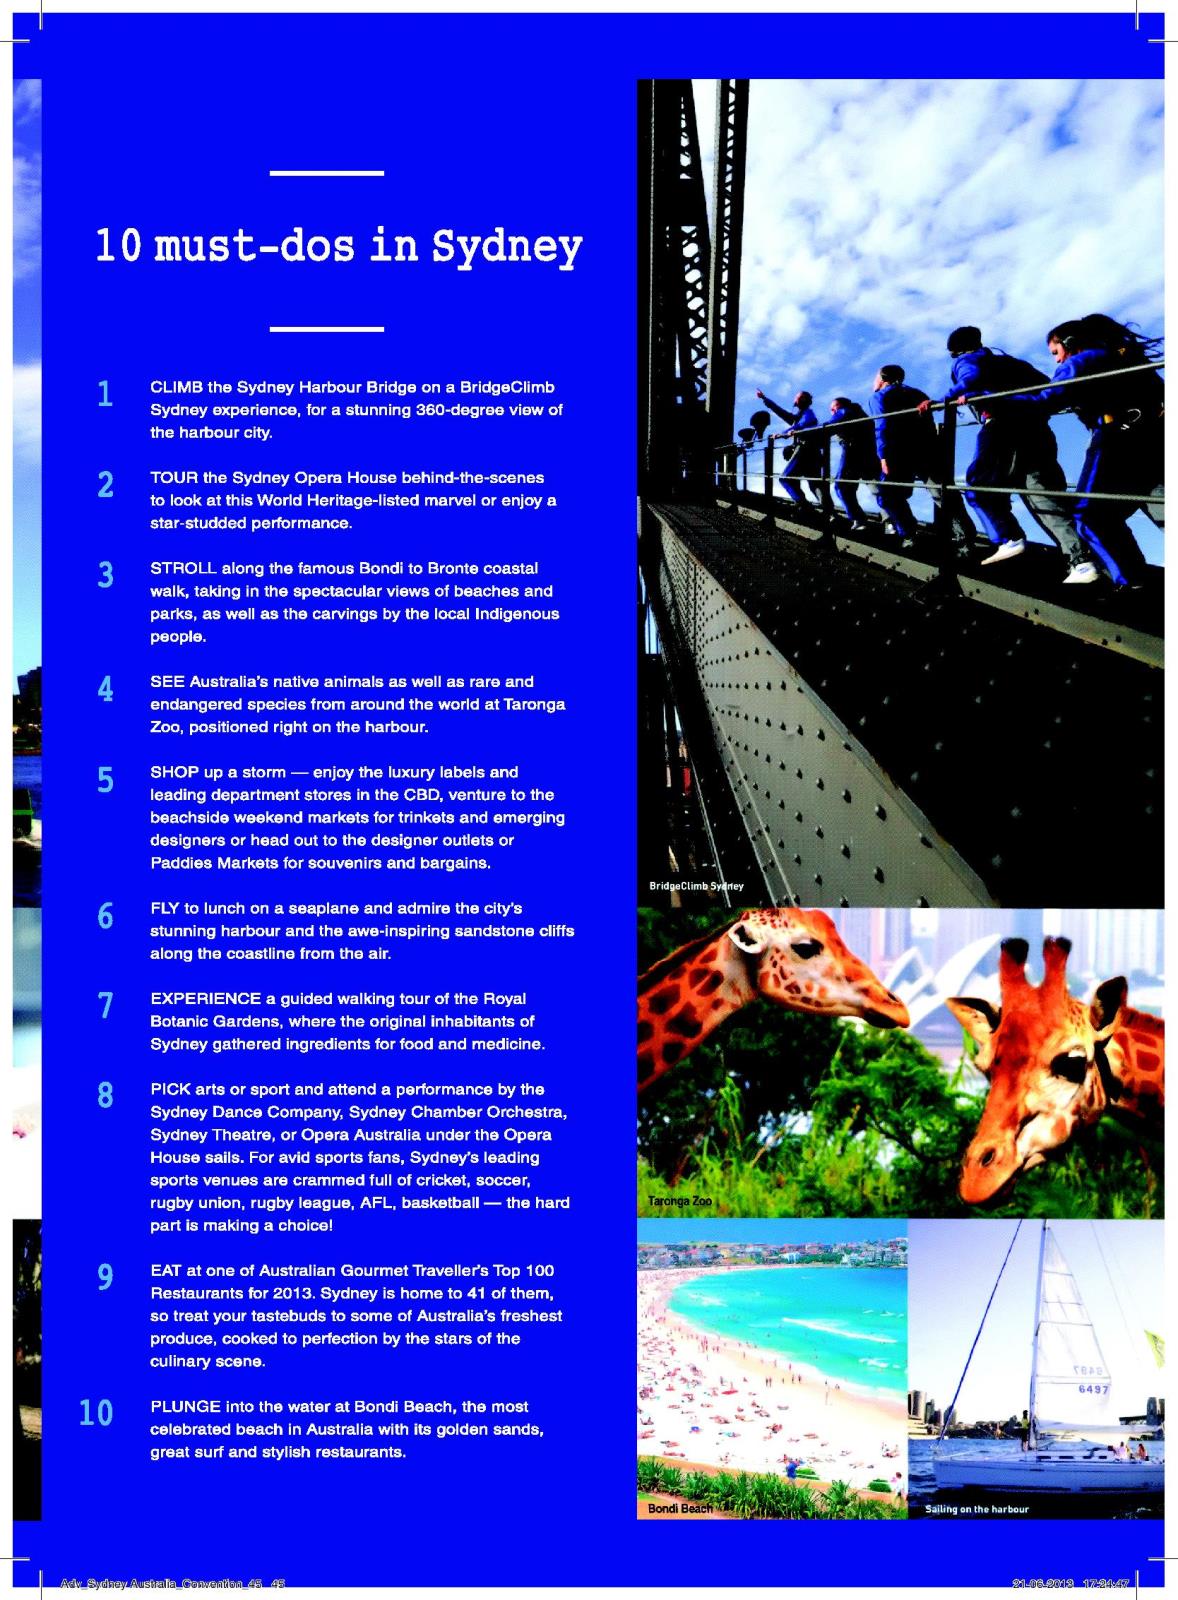 10 must-dos in Sydney
1
CLIMB the Sydney Harbour Bridge on a BridgeClimb
Sydney experience, for a stunning 360-degree view of
the harbour city.
2
TOUR the Sydney Opera House behind-the-scenes
to look at this World Heritage-listed marvel or enjoy a
star-studded performance.
3
STROLL along the famous Bondi to Bronte coastal
walk, taking in the spectacular views of beaches and
parks, as well as the carvings by the local Indigenous
people.
4
SEE Australia's native animals as well as rare and
endangered species from around the world at Taronga
Zoo, positioned right on the harbour.
5
SHOP up a storm — enjoy the luxury labels and
leading department stores in the CBD, venture to the
beachside weekend markets for trinkets and emerging
designers or head out to the designer outlets or
Paddies Markets for souvenirs and bargains.
6
FLY to lunch on a seaplane and admire the city's
stunning harbour and the awe-inspiring sandstone cliffs
along the coastline from the air.
7
EXPERIENCE a guided walking tour of the Royal
Botanic Gardens, where the original inhabitants of
Sydney gathered ingredients for food and medicine.
8
PICK arts or sport and attend a performance by the
Sydney Dance Company, Sydney Chamber Orchestra,
Sydney Theatre, or Opera Australia under the Opera
House sails. For avid sports fans, Sydney's leading
sports venues are crammed full of cricket, soccer,
rugby union, rugby league, AFL, basketball — the hard
part is making a choice!
9
EAT at one of Australian Gourmet Traveller's Top 100
Restaurants for 2013. Sydney is home to 41 of them,
so treat your tastebuds to some of Australia's freshest
produce, cooked to perfection by the stars of the
culinary scene.
10
PLUNGE into the water at Bondi Beach, the most
celebrated beach in Australia with its golden sands,
great surf and stylish restaurants.
BridgeClimb Sydney
Taronga Zoo
Bondi Beach
6497
6497
Sailing on the harbour
Adv_Sydney Australia_Convention_45 45
21-06-2013 17:24:47